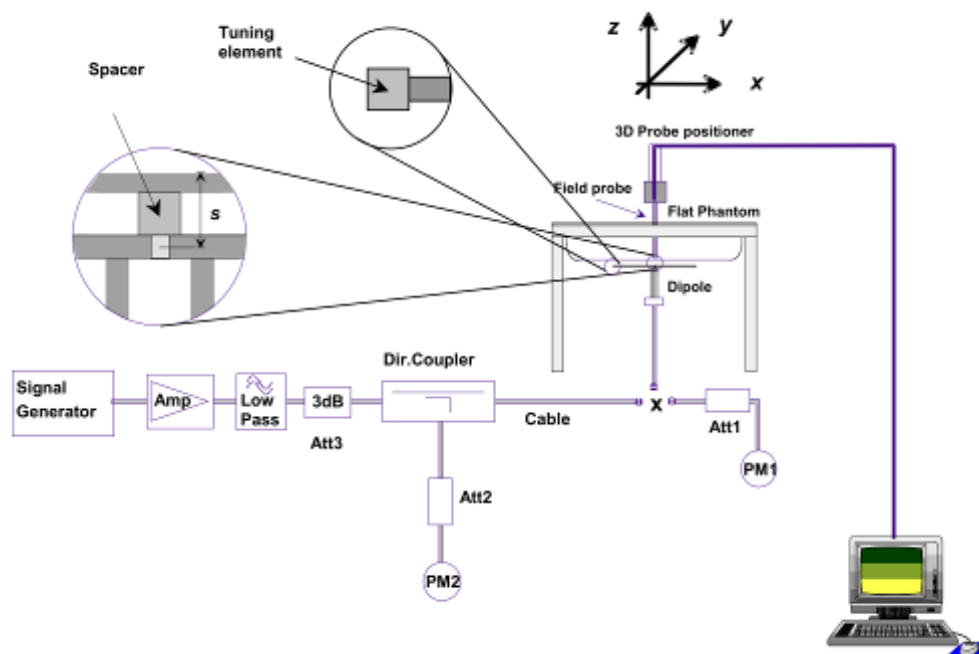 Tuning
element
z
y
x
Spacer
3D Probe positioner
s
Field probe
Flat Phantom
Dipole
Dir.Coupler
Signal
Generator
Amp
Low
Pass
3dB
Att3
Cable
x
Att1
PM1
Att2
PM2